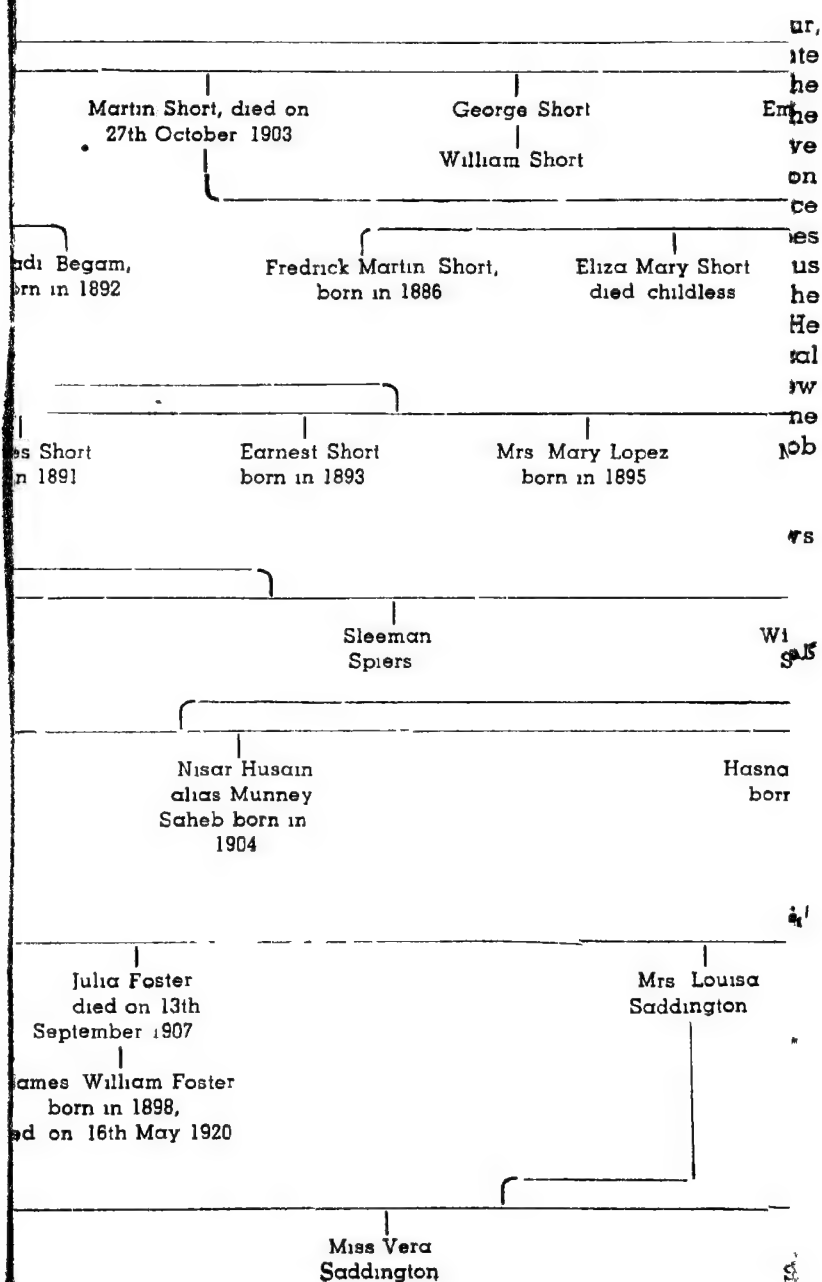 Martin Short, died on
27th October 1903
George Short
William Short
Begam,
in 1892
Fredrick Martin Short,
born in 1886
Eliza Mary Short
died childless
us
he
He
Short
1891
Earnest Short
born in 1893
Mrs Mary Lopez
born in 1895
Sleeman
Spiers
Nisar Husain
alias Munney
Saheb born in
1904
Hasna
Julia Foster
died on 13th
September 1907
Mrs Louisa
Saddington
William Foster
born in 1898,
on 16th May 1920
Miss Vera
Saddington